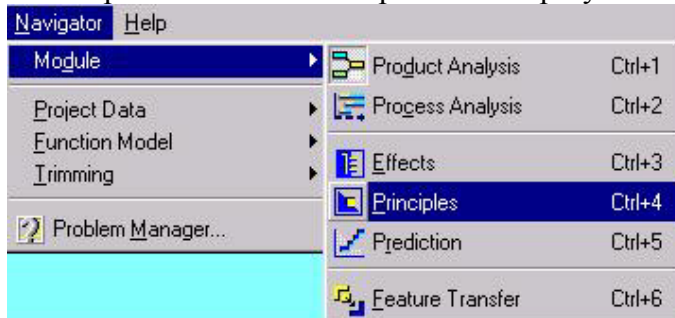 Navigator Help
Module
Project Data
Function Model
Trimming
Problem Manager...
Product Analysis Ctrl+1
Process Analysis Ctrl+2
Effects Ctrl+3
Principles Ctrl+4
Prediction Ctrl+5
Feature Transfer Ctrl+6